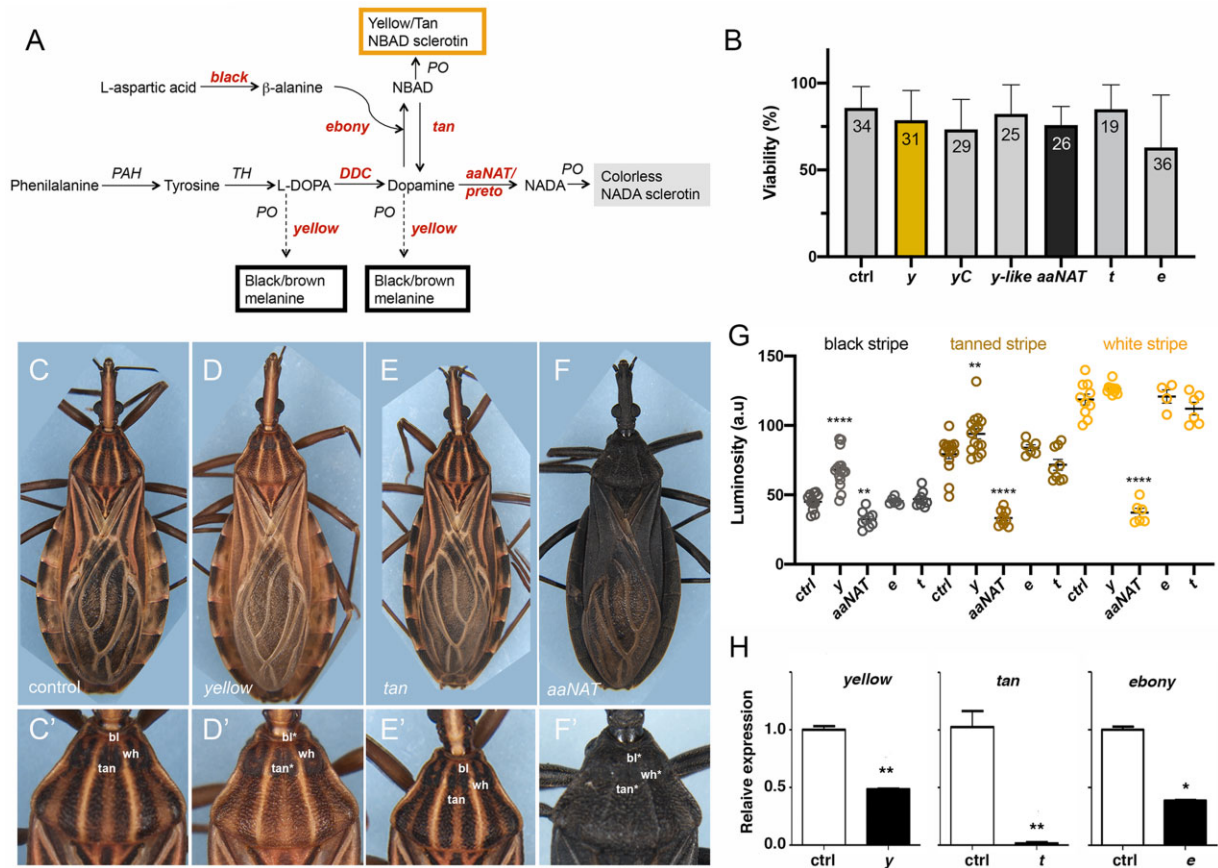 A
Yellow/Tan
NBAD sclerotin
PO
L-aspartic acid
black
β-alanine
NBAD
ebony
tan
Phenilalanine
PAH
Tyrosine
TH
L-DOPA
DDC
Dopamine
aaNAT/
preto
NADA
PO
Colorless
NADA sclerotin
PO
yellow
PO
yellow
Black/brown
melanine
Black/brown
melanine
B
Viability (%)
100
50
0
34
31
29
25
26
19
36
ctrl
y
yC
y-like
aaNAT
t
e
C
control
D
yellow
E
tan
F
aaNAT
C'
bl
wh
tan
D'
bl*
wh
tan*
E'
bl
wh
tan
F'
bl*
wh*
tan*
G
black stripe
tanned stripe
white stripe
Luminosity (a.u)
150
100
50
0
****
**
**
****
****
ctrl
y
aaNAT
e
t
ctrl
y
aaNAT
e
t
ctrl
y
aaNAT
e
t
H
Relaive expression
1.0
0.5
0.0
yellow
**
ctrl
y
tan
**
ctrl
t
ebony
*
ctrl
e